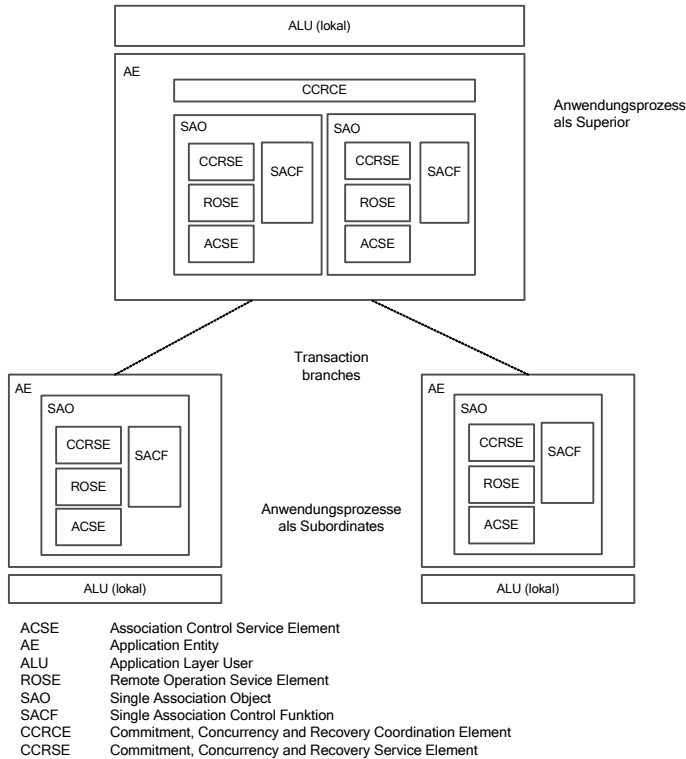 ALU (lokal)
AE
CCRCE
Anwendungsprozess
als Superior
SAO
CCRSE
SACF
ROSE
ACSE
SAO
CCRSE
SACF
ROSE
ACSE
Transaction
branches
AE
SAO
CCRSE
SACF
ROSE
ACSE
ALU (lokal)
Anwendungsprozesse
als Subordinates
AE
SAO
CCRSE
SACF
ROSE
ACSE
ALU (lokal)
ACSE Association Control Service Element
AE Application Entity
ALU Application Layer User
ROSE Remote Operation Sevice Element
SAO Single Association Object
SACF Single Association Control Funktion
CCRCE Commitment, Concurrency and Recovery Coordination Element
CCRSE Commitment, Concurrency and Recovery Service Element